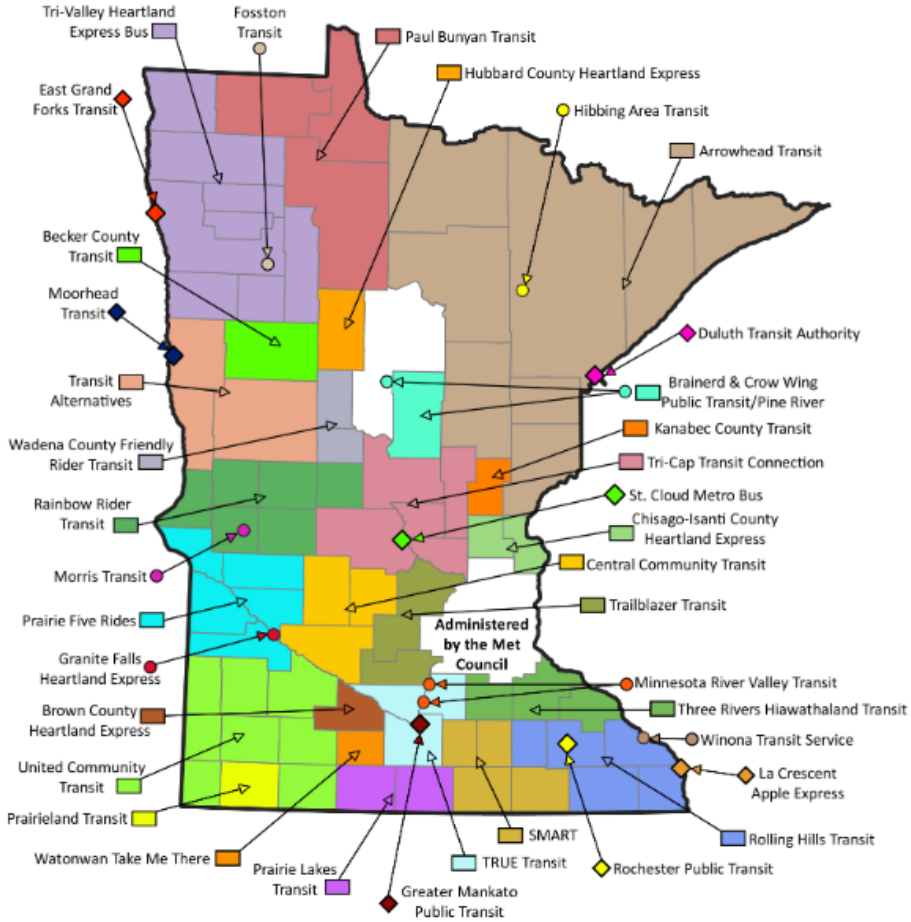 Tri-Valley Heartland
Express Bus
Fosston
Transit
Paul Bunyan Transit
Hubbard County Heartland Express
East Grand
Forks Transit
Hibbing Area Transit
Arrowhead Transit
Becker County
Transit
Moorhead
Transit
Duluth Transit Authority
Transit
Alternatives
Brainerd & Crow Wing
Public Transit/Pine River
Kanabec County Transit
Wadena County Friendly
Rider Transit
Tri-Cap Transit Connection
Rainbow Rider
Transit
St. Cloud Metro Bus
Chisago-Isanti County
Heartland Express
Morris Transit
Central Community Transit
Prairie Five Rides
Trailblazer Transit
Administered
by the Met
Council
Granite Falls
Heartland Express
Minnesota River Valley Transit
Brown County
Heartland Express
Three Rivers Hiawathaland Transit
Winona Transit Service
United Community
Transit
La Crescent
Apple Express
Prairieland Transit
SMART
Rolling Hills Transit
Watonwan Take Me There
TRUE Transit
Rochester Public Transit
Prairie Lakes
Transit
Greater Mankato
Public Transit